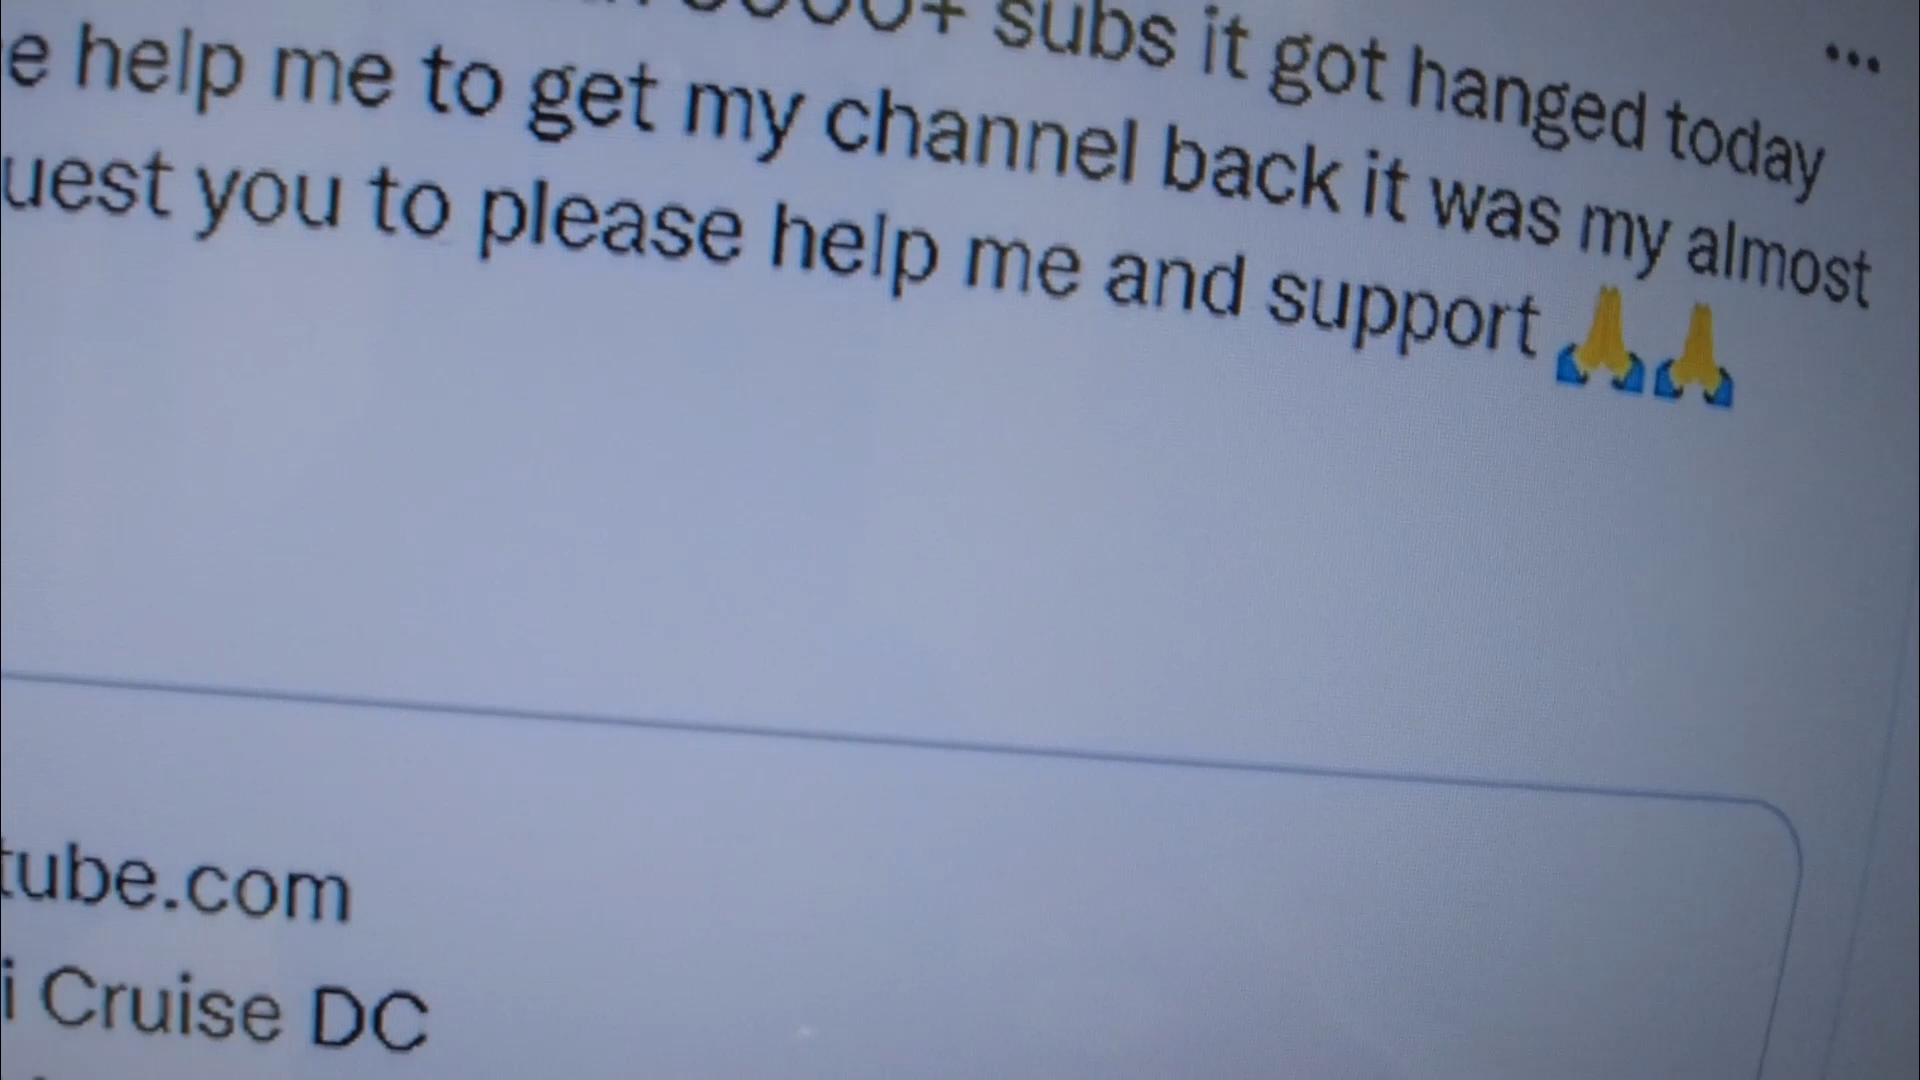 subs it got hanged today
e help me to get my channel back it was my almost
uest you to please help me and support 🙏🙏
tube.com
i Cruise DC